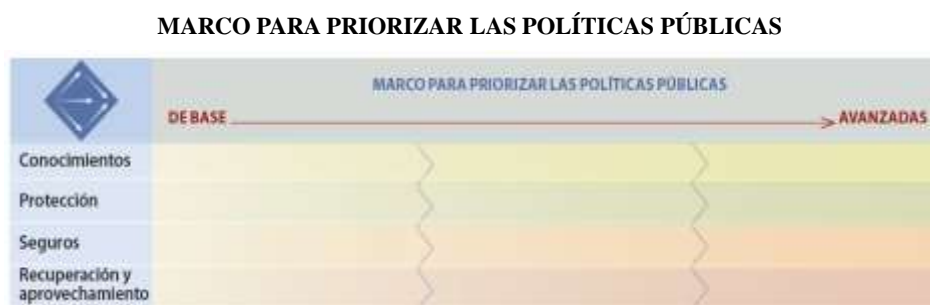 MARCO PARA PRIORIZAR LAS POLÍTICAS PÚBLICAS
MARCO PARA PRIORIZAR LAS POLÍTICAS PÚBLICAS
DE BASE
AVANZADAS
Conocimientos
Protección
Seguros
Recuperación y
aprovechamiento